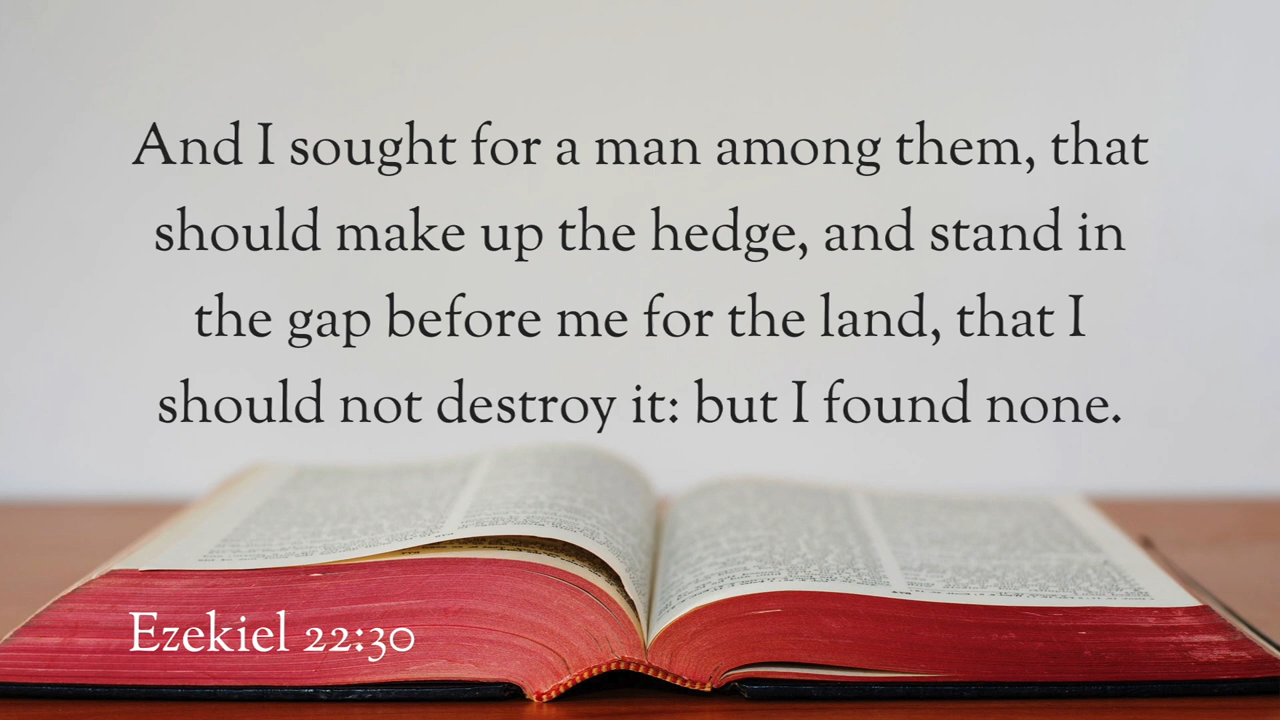 And I sought for a man among them, that
should make up the hedge, and stand in
the gap before me for the land, that I
should not destroy it: but I found none.
Ezekiel 22:30